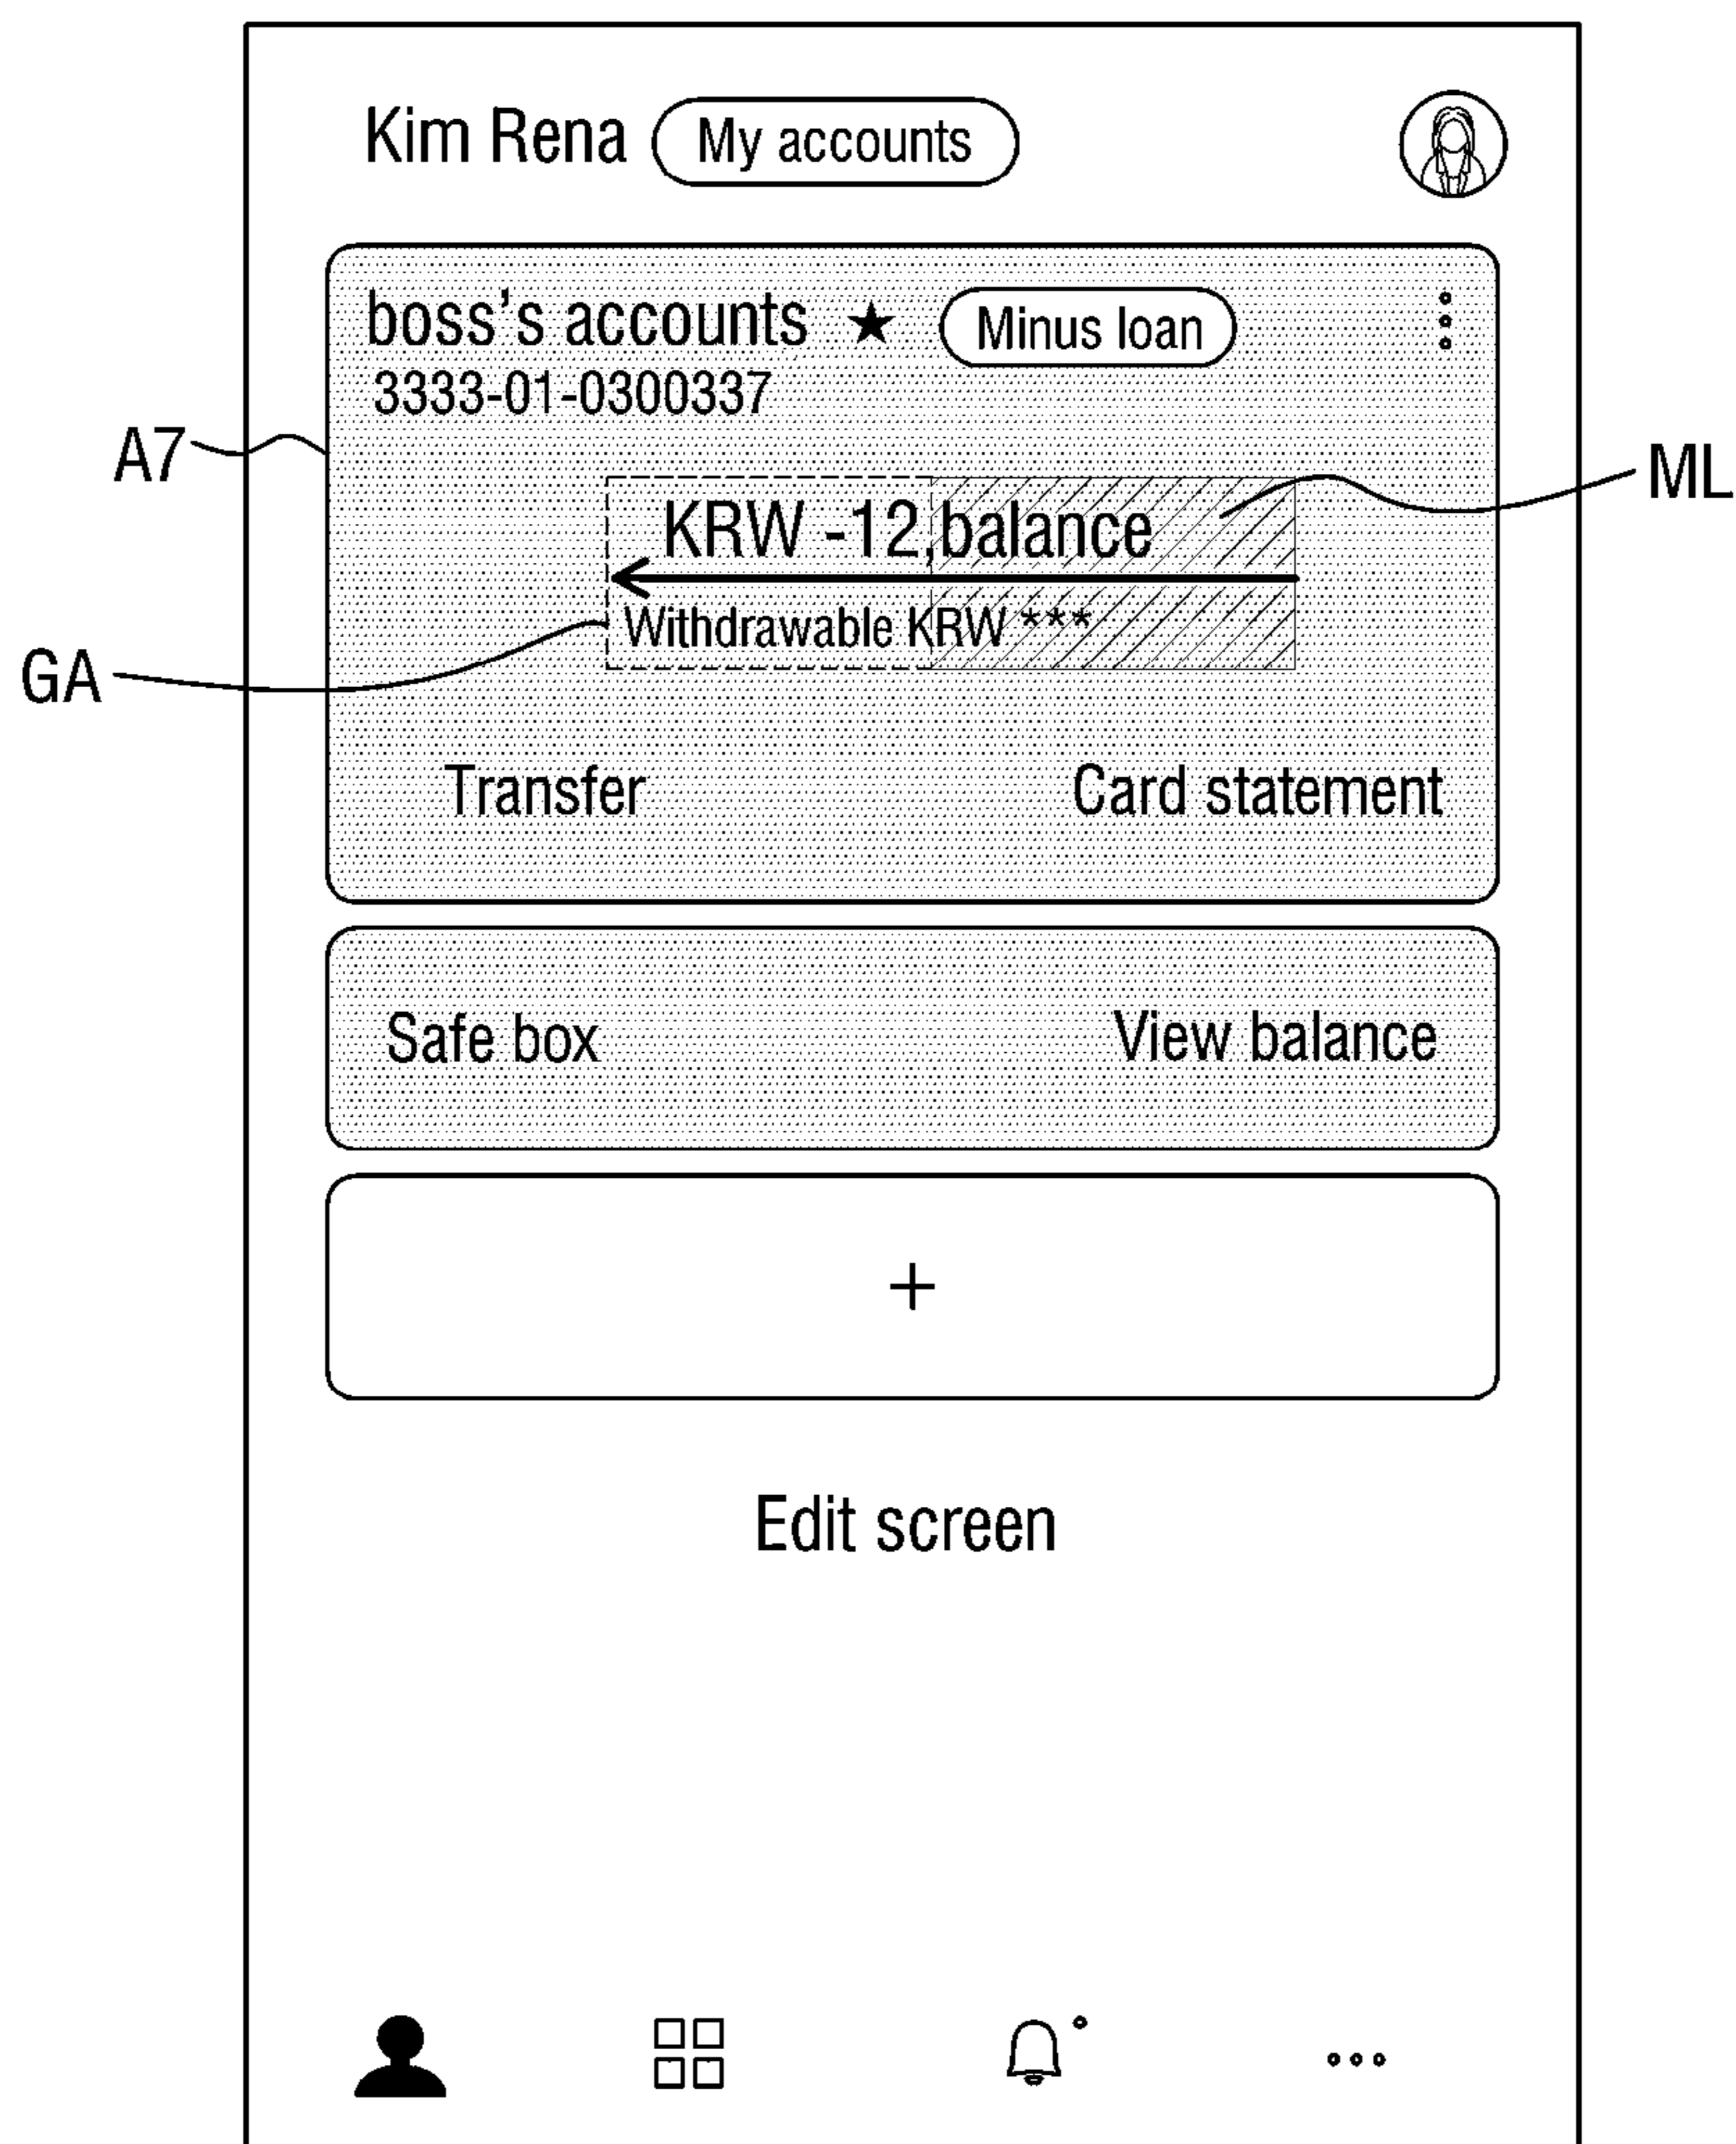 Kim Rena My accounts
boss's accounts ★ Minus loan
3333-01-0300337
A7
ML
KRW -12,balance
Withdrawable KRW ***
GA
Transfer Card statement
Safe box View balance
+
Edit screen